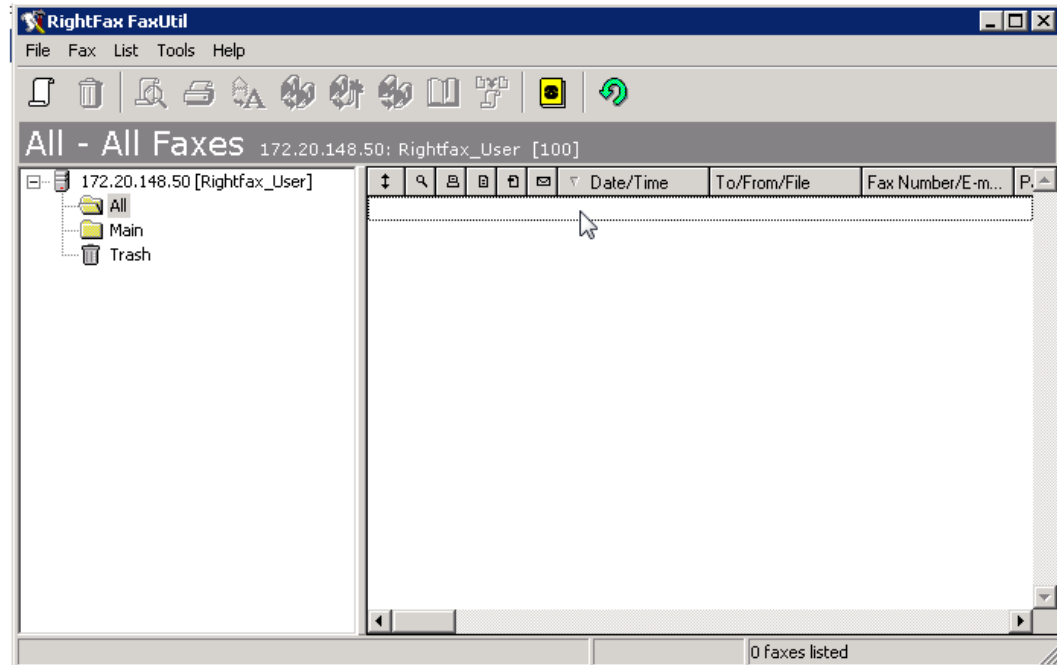 RightFax FaxUtil
File Fax List Tools Help
All - All Faxes 172.20.148.50: Rightfax_User [100]
172.20.148.50 [Rightfax_User]
All
Main
Trash
Date/Time To/From/File Fax Number/E-m... P.
0 faxes listed